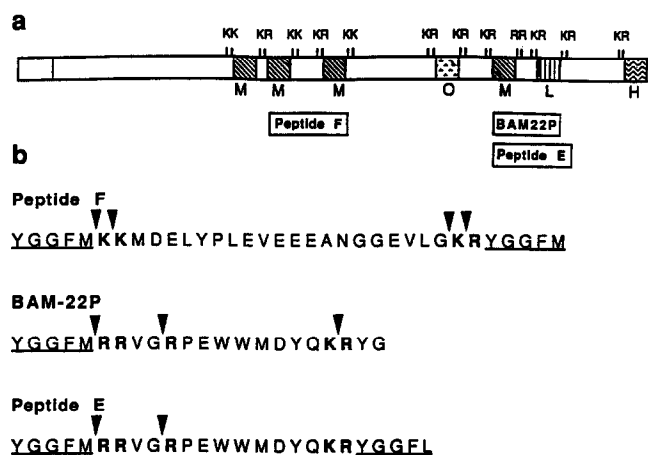 a
KK KR KK KR KK KR KR KR RR KR KR KR
M M M O M L H
Peptide F
BAM22P
Peptide E
b
Peptide F
YGGFMKKMDELYPLEVEEEANGGEVLGKRYGGFM
BAM-22P
YGGFMRRVGRPEWWMDYQKRYG
Peptide E
YGGFMRRVGRPEWWMDYQKRYGGFL